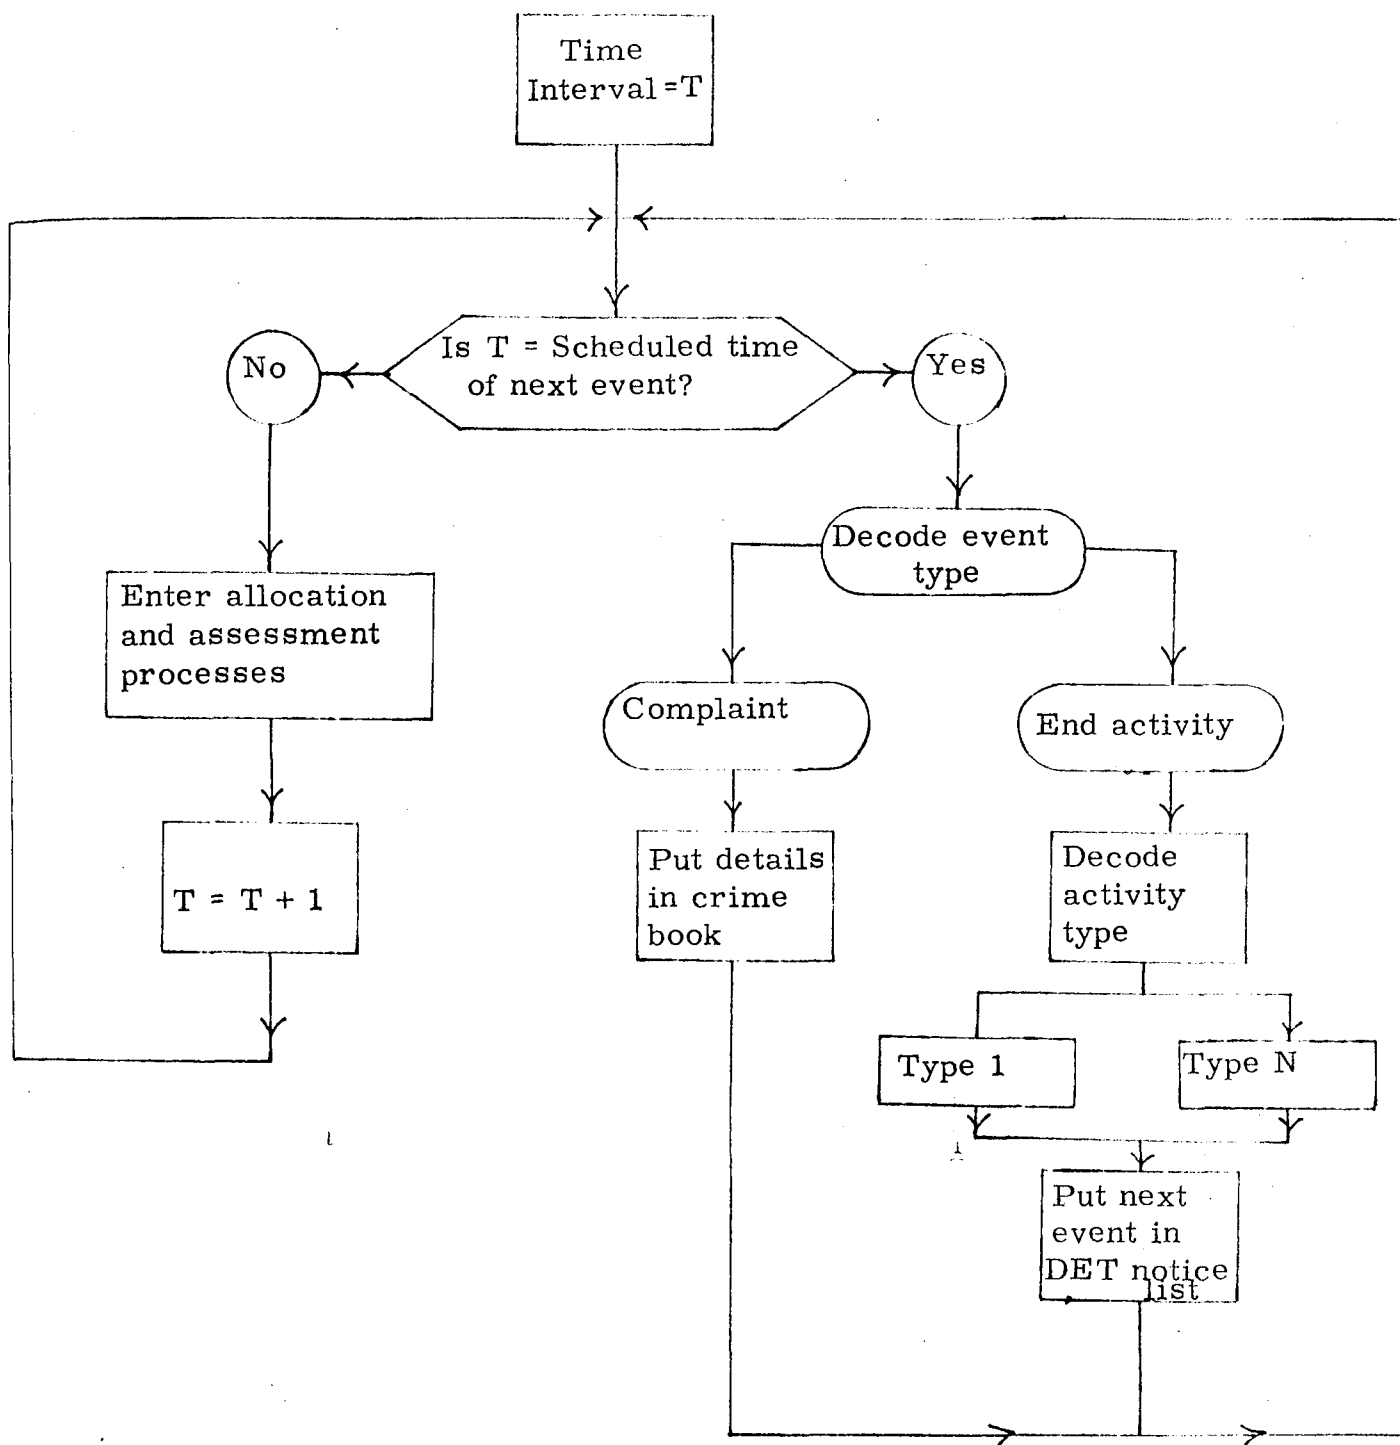 Time
Interval=T
Is T = Scheduled time
of next event?
No
Yes
Decode event
type
Enter allocation
and assessment
processes
Complaint
End activity
T = T + 1
Put details
in crime
book
Decode
activity
type
Type 1
Type N
Put next
event in
DET notice
list